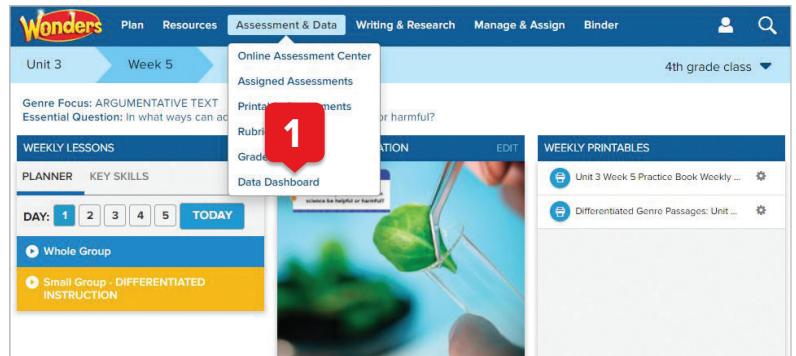 Wonders
Plan Resources Assessment & Data Writing & Research Manage & Assign Binder
Unit 3 Week 5 4th grade class
Online Assessment Center
Assigned Assessments
Rubri
Grade
Data Dashboard
1
Genre Focus: ARGUMENTATIVE TEXT
Essential Question: In what ways can or harmful?
WEEKLY LESSONS
PLANNER KEY SKILLS
DAY: 1 2 3 4 5 TODAY
Whole Group
Small Group - DIFFERENTIATED
INSTRUCTION
ATION EDIT
science be helpful or harmful?
WEEKLY PRINTABLES
Unit 3 Week 5 Practice Book Weekly ...
Differentiated Genre Passages: Unit ...